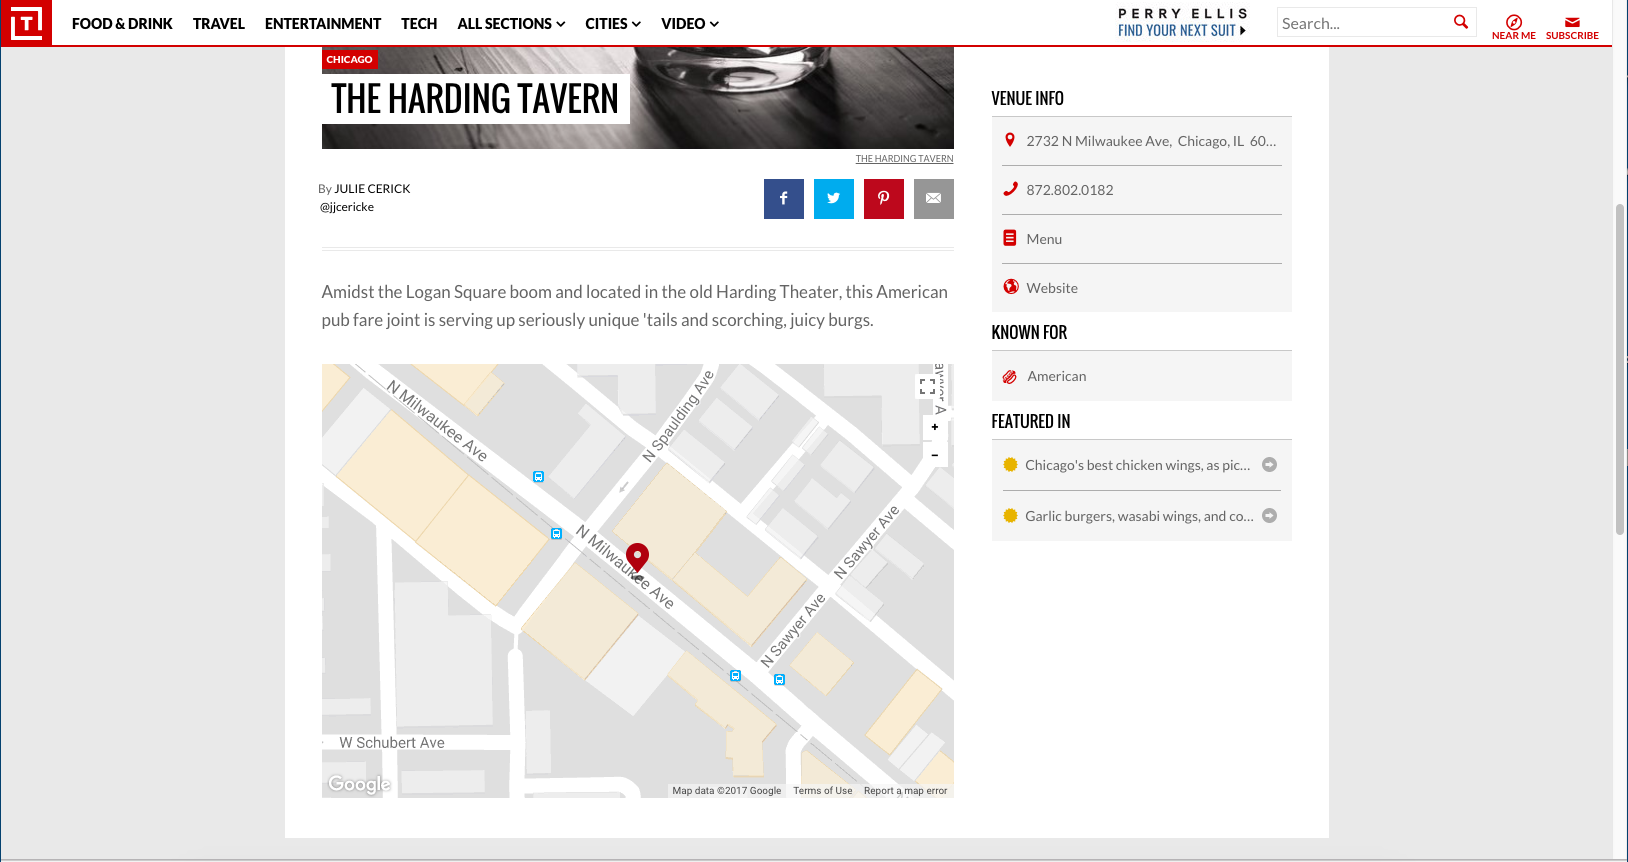 T
FOOD & DRINK
TRAVEL
ENTERTAINMENT
TECH
ALL SECTIONS
CITIES
VIDEO
PERRY ELLIS
FIND YOUR NEXT SUIT
Search...
NEAR ME
SUBSCRIBE
CHICAGO
THE HARDING TAVERN
THE HARDING TAVERN
By JULIE CERICK
@jjcericke
Amidst the Logan Square boom and located in the old Harding Theater, this American
pub fare joint is serving up seriously unique 'tails and scorching, juicy burgs.
N Milwaukee Ave
N Spaulding Ave
N Milwaukee Ave
N Sawyer Ave
N Sawyer Ave
W Schubert Ave
+
−
Google
Map data ©2017 Google
Terms of Use
Report a map error
VENUE INFO
2732 N Milwaukee Ave, Chicago, IL 60...
872.802.0182
Menu
Website
KNOWN FOR
American
FEATURED IN
Chicago's best chicken wings, as pic...
Garlic burgers, wasabi wings, and co...